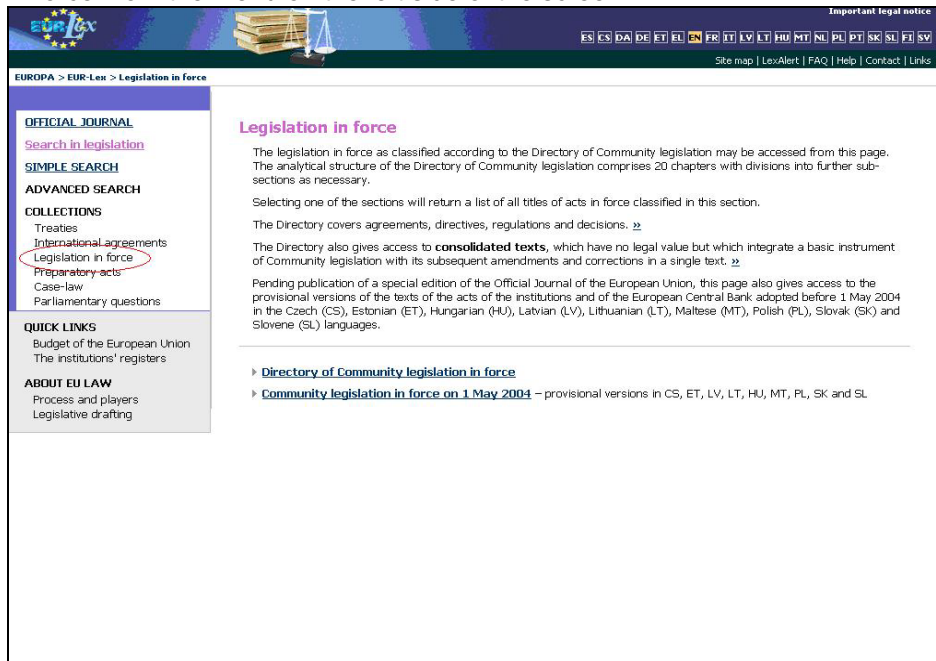 Important legal notice
EUR-lex
ES CS DA DE ET EL EN FR IT LV LT HU MT NL PL PT SK SL FI SV
Site map | LexAlert | FAQ | Help | Contact | Links
EUROPA > EUR-Lex > Legislation in force
OFFICIAL JOURNAL
Search in legislation
SIMPLE SEARCH
ADVANCED SEARCH
COLLECTIONS
Treaties
International agreements
Legislation in force
Preparatory acts
Case-law
Parliamentary questions
QUICK LINKS
Budget of the European Union
The institutions' registers
ABOUT EU LAW
Process and players
Legislative drafting
Legislation in force
The legislation in force as classified according to the Directory of Community legislation may be accessed from this page.
The analytical structure of the Directory of Community legislation comprises 20 chapters with divisions into further sub-
sections as necessary.
Selecting one of the sections will return a list of all titles of acts in force classified in this section.
The Directory covers agreements, directives, regulations and decisions. »
The Directory also gives access to consolidated texts, which have no legal value but which integrate a basic instrument
of Community legislation with its subsequent amendments and corrections in a single text. »
Pending publication of a special edition of the Official Journal of the European Union, this page also gives access to the
provisional versions of the texts of the acts of the institutions and of the European Central Bank adopted before 1 May 2004
in the Czech (CS), Estonian (ET), Hungarian (HU), Latvian (LV), Lithuanian (LT), Maltese (MT), Polish (PL), Slovak (SK) and
Slovene (SL) languages.
Directory of Community legislation in force
Community legislation in force on 1 May 2004 – provisional versions in CS, ET, LV, LT, HU, MT, PL, SK and SL